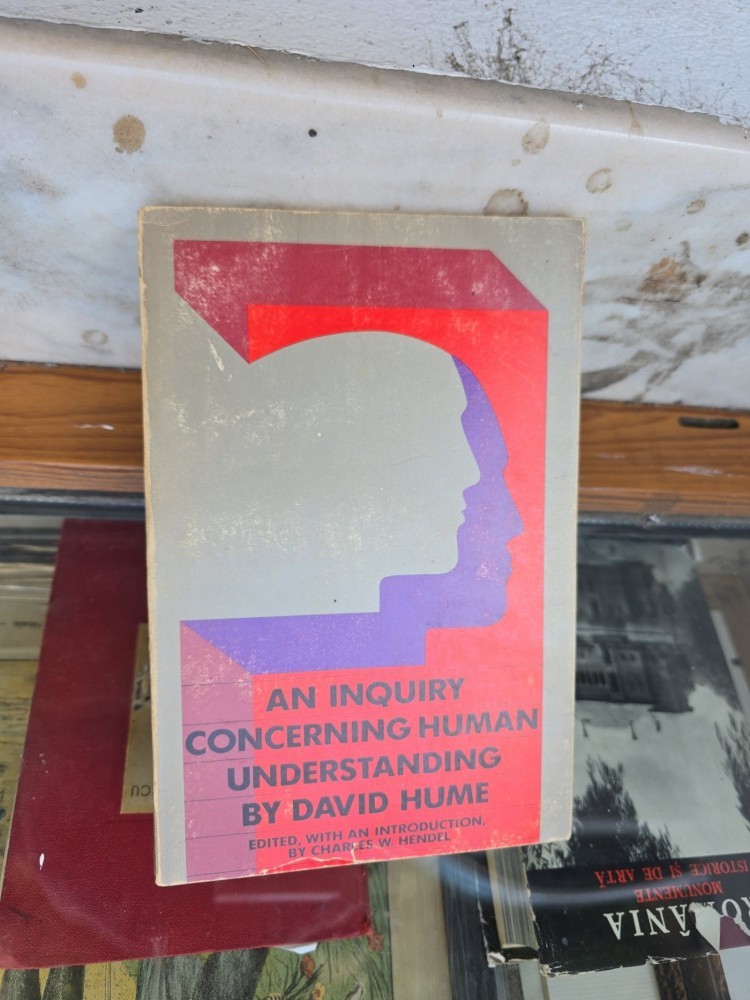 AN INQUIRY
CONCERNING HUMAN
UNDERSTANDING
BY DAVID HUME
EDITED, WITH AN INTRODUCTION,
BY CHARLES W. HENDEL
ROMÂNIA
MONUMENTE
ISTORICE ȘI DE ARTĂ